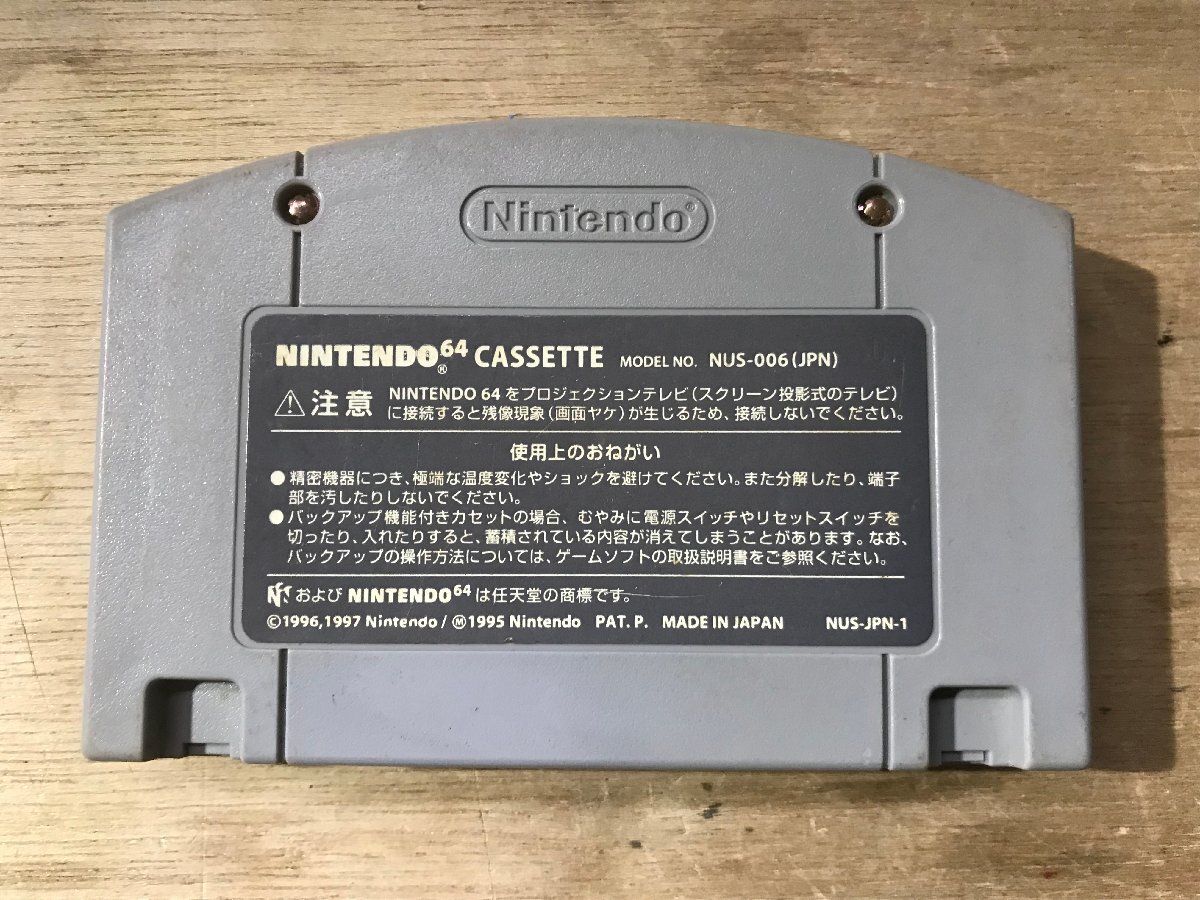 Nintendo®
NINTENDO64® CASSETTE MODEL NO. NUS-006(JPN)
注意 NINTENDO 64をプロジェクションテレビ(スクリーン投影式のテレビ)
に接続すると残像現象(画面ヤケ)が生じるため、接続しないでください。
使用上のおねがい
●精密機器につき、極端な温度変化やショックを避けてください。また分解したり、端子
部を汚したりしないでください。
●バックアップ機能付きカセットの場合、むやみに電源スイッチやリセットスイッチを
切ったり、入れたりすると、蓄積されている内容が消えてしまうことがあります。なお、
バックアップの操作方法については、ゲームソフトの取扱説明書をご参照ください。
および NINTENDO64 は任天堂の商標です。
©1996,1997 Nintendo/Ⓜ1995 Nintendo PAT. P. MADE IN JAPAN NUS-JPN-1